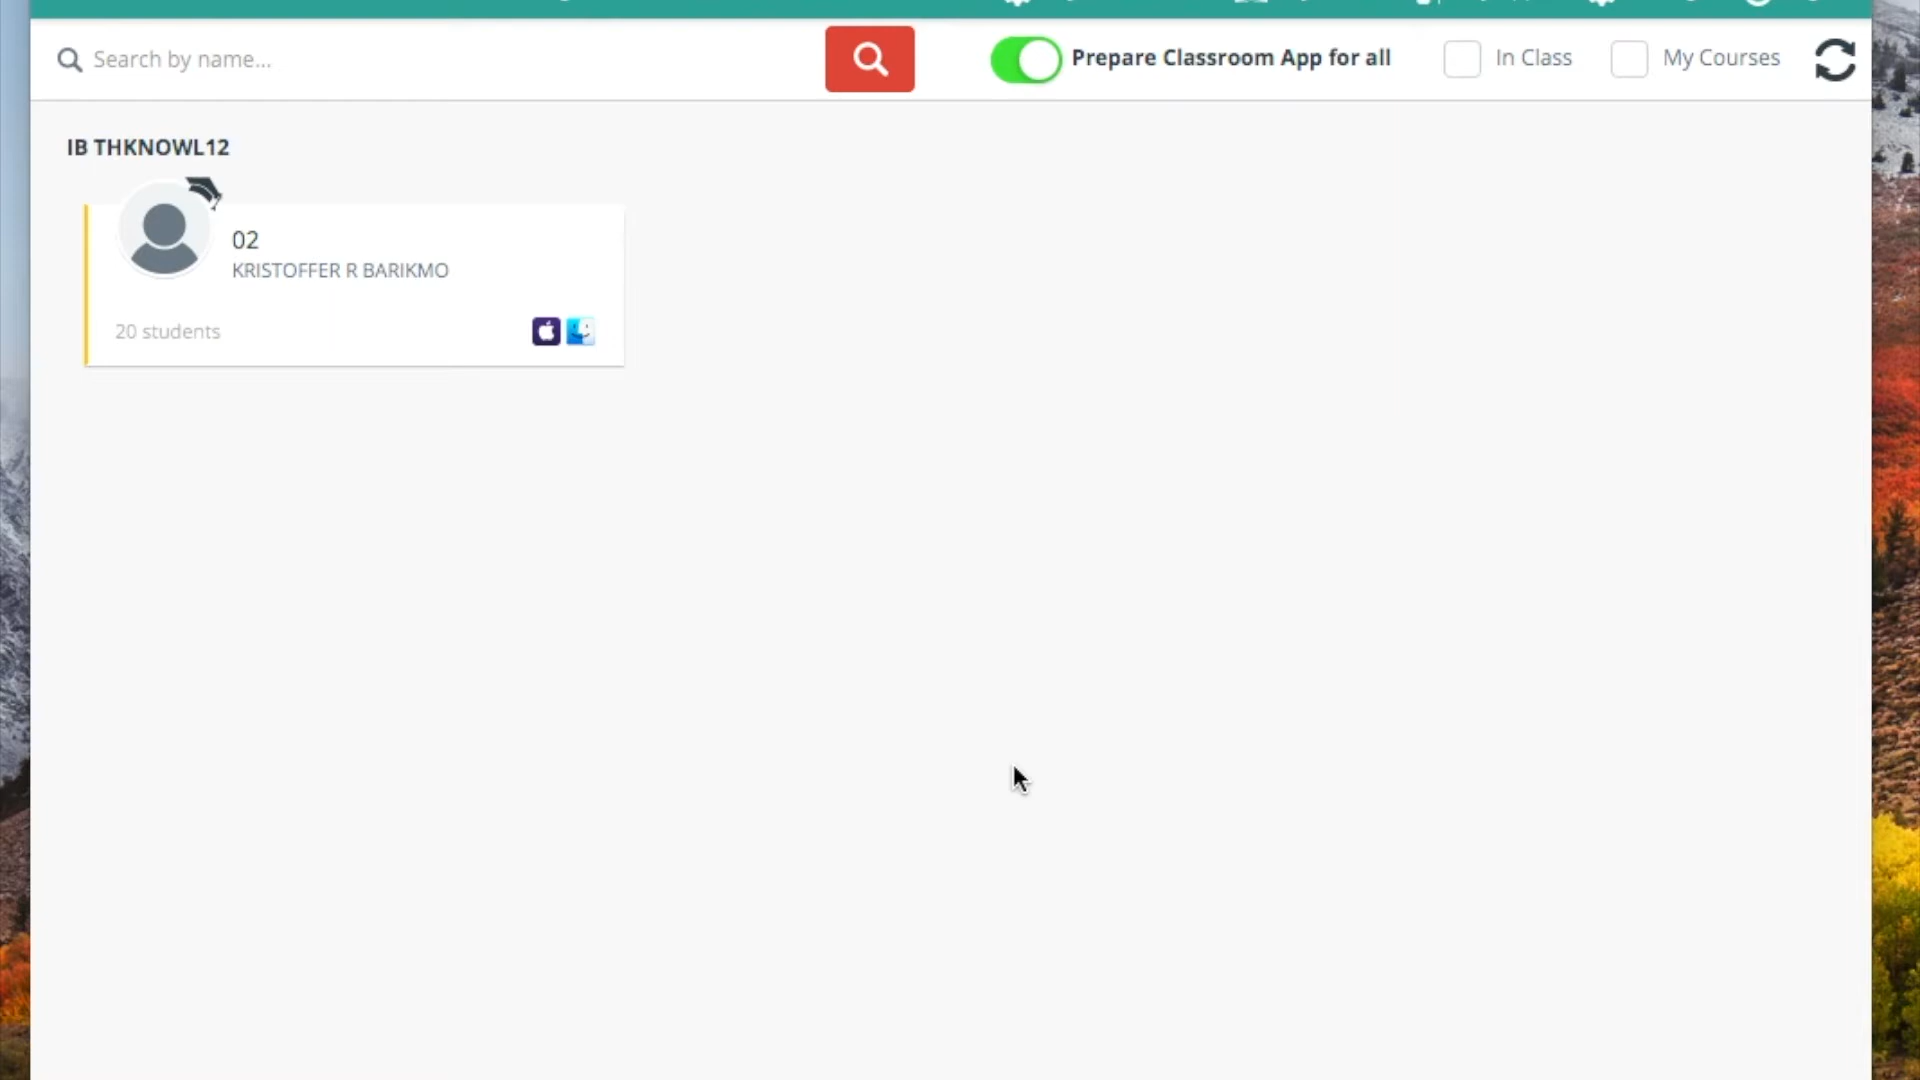 Search by name...
Prepare Classroom App for all
In Class
My Courses
IB THKNOWL12
02
KRISTOFFER R BARIKMO
20 students